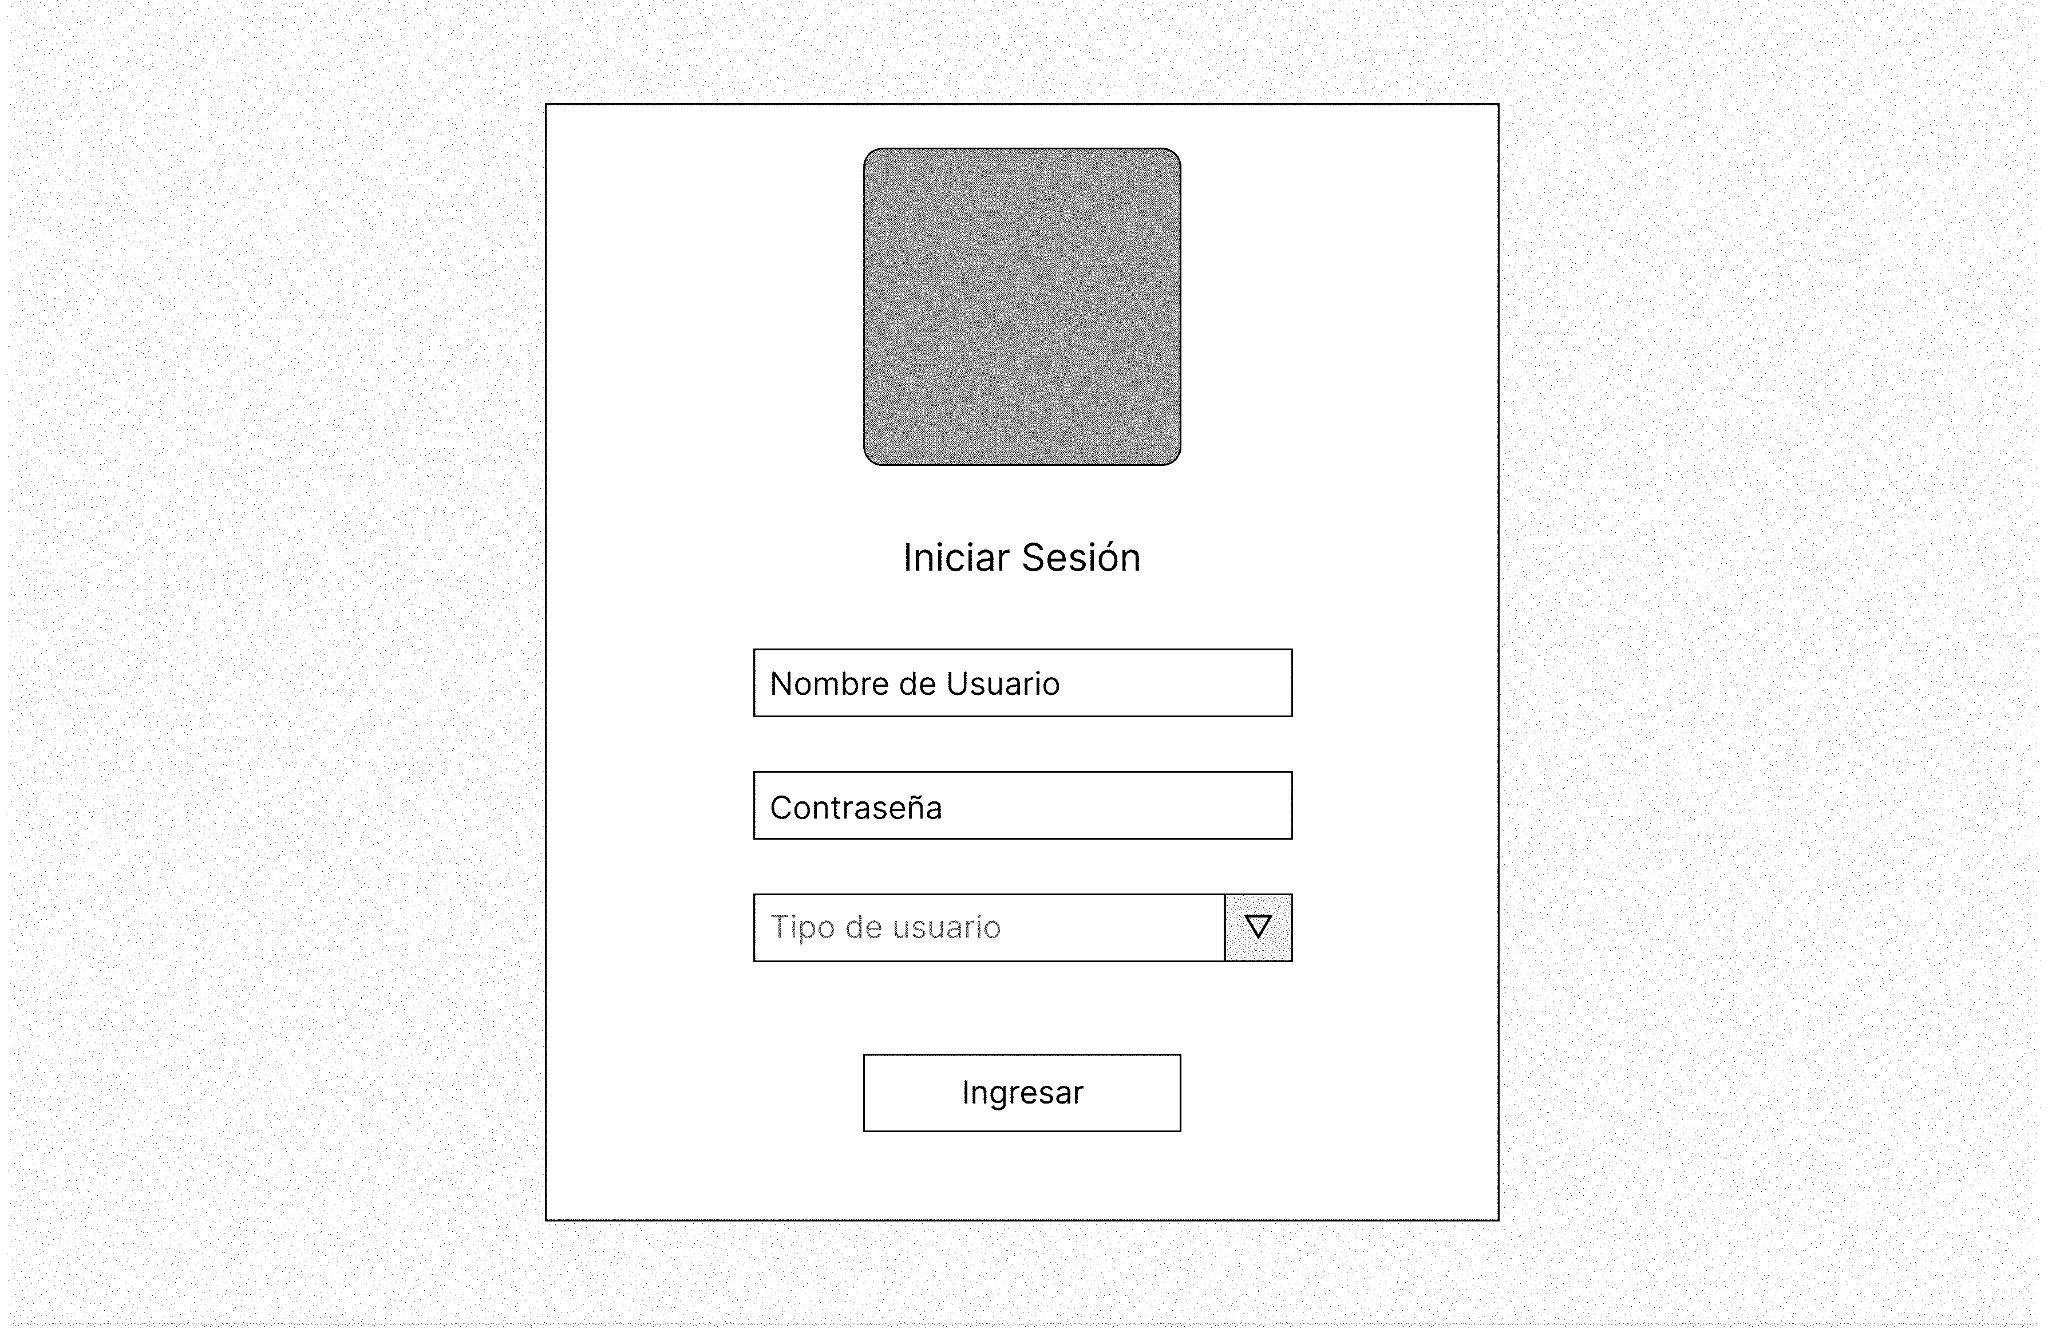 Iniciar Sesión
Nombre de Usuario
Contraseña
Tipo de usuario
Ingresar